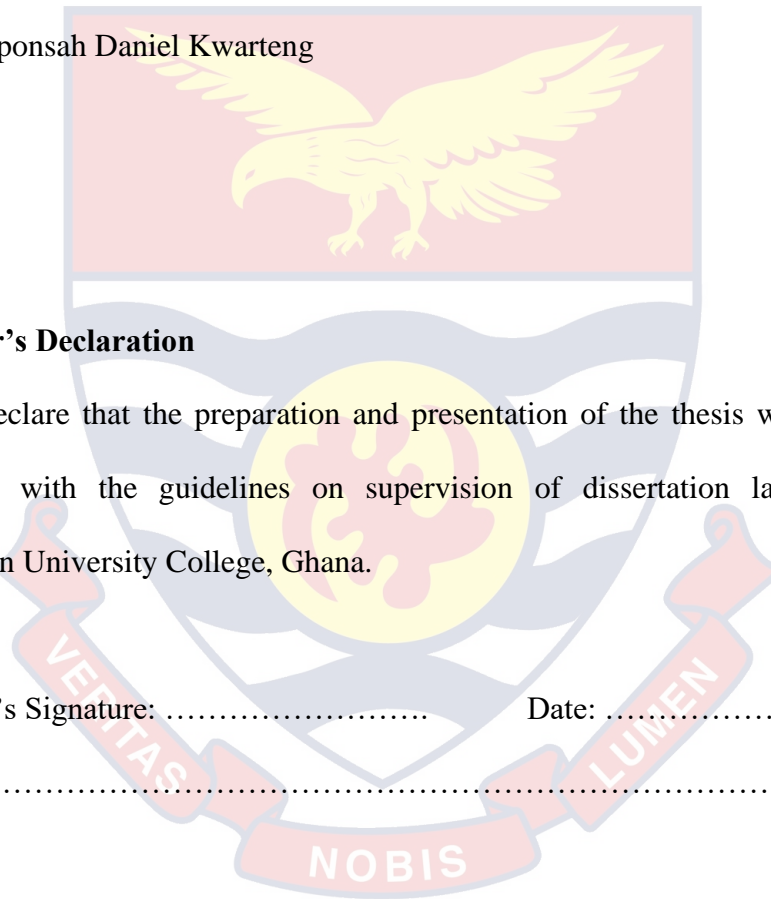 ponsah Daniel Kwarteng
r’s Declaration
eclare that the preparation and presentation of the thesis w
with the guidelines on supervision of dissertation la
n University College, Ghana.
’s Signature: ……………………. Date: ………………
…………………………………………………………………
VERITAS NOBIS LUMEN